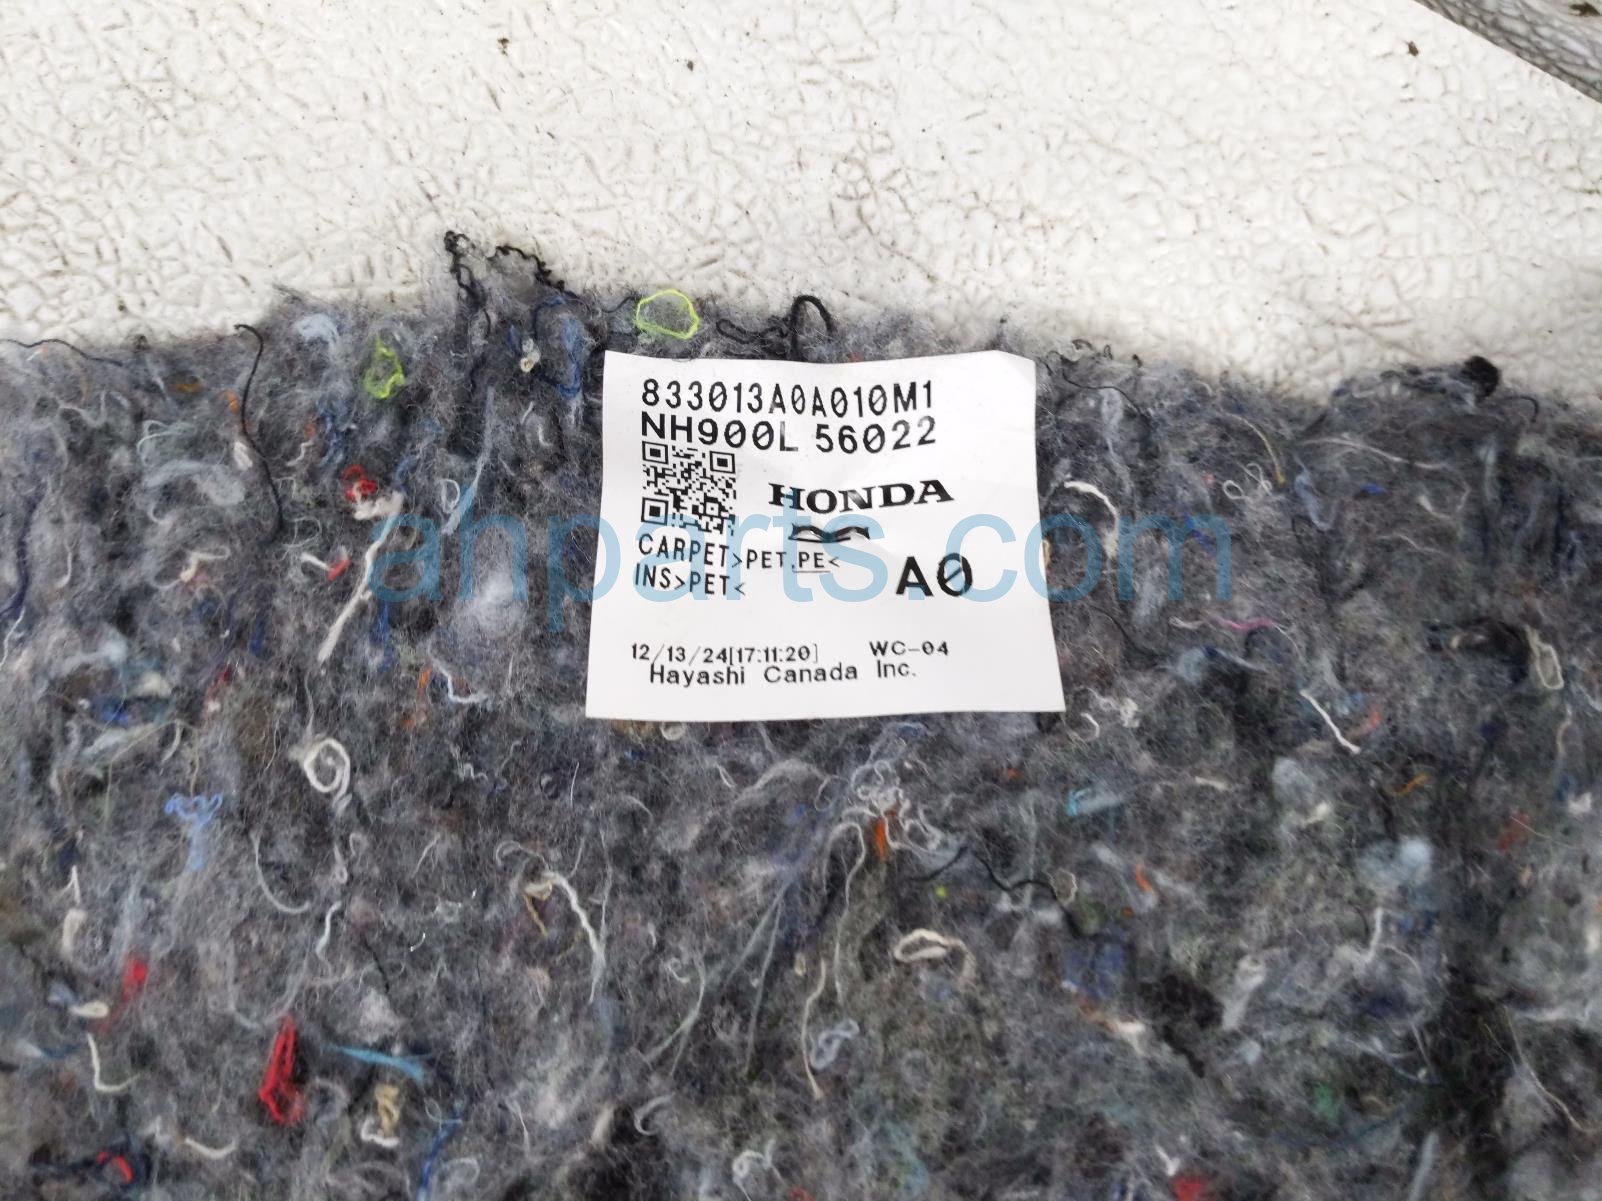 833013A0A010M1
NH900L 56022
HONDA
CARPET>PET,PE<
INS>PET<
A0
12/13/24[17:11:20] WC-04
Hayashi Canada Inc.
ahparts.com